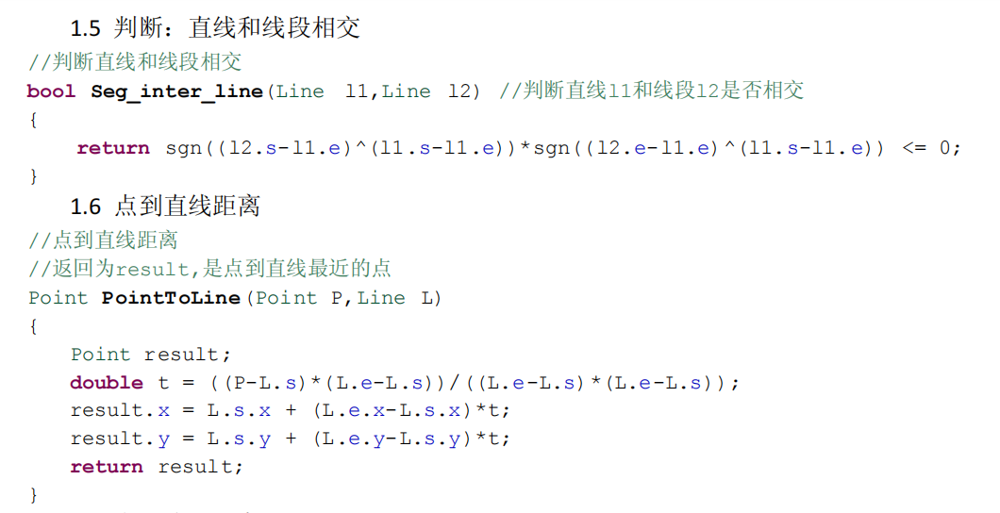 1.5 判断：直线和线段相交
//判断直线和线段相交
bool Seg_inter_line(Line l1,Line l2) //判断直线l1和线段l2是否相交
{
    return sgn((l2.s-l1.e)^(l1.s-l1.e))*sgn((l2.e-l1.e)^(l1.s-l1.e)) <= 0;
}
1.6 点到直线距离
//点到直线距离
//返回为result,是点到直线最近的点
Point PointToLine(Point P,Line L)
{
    Point result;
    double t = ((P-L.s)*(L.e-L.s))/((L.e-L.s)*(L.e-L.s));
    result.x = L.s.x + (L.e.x-L.s.x)*t;
    result.y = L.s.y + (L.e.y-L.s.y)*t;
    return result;
}